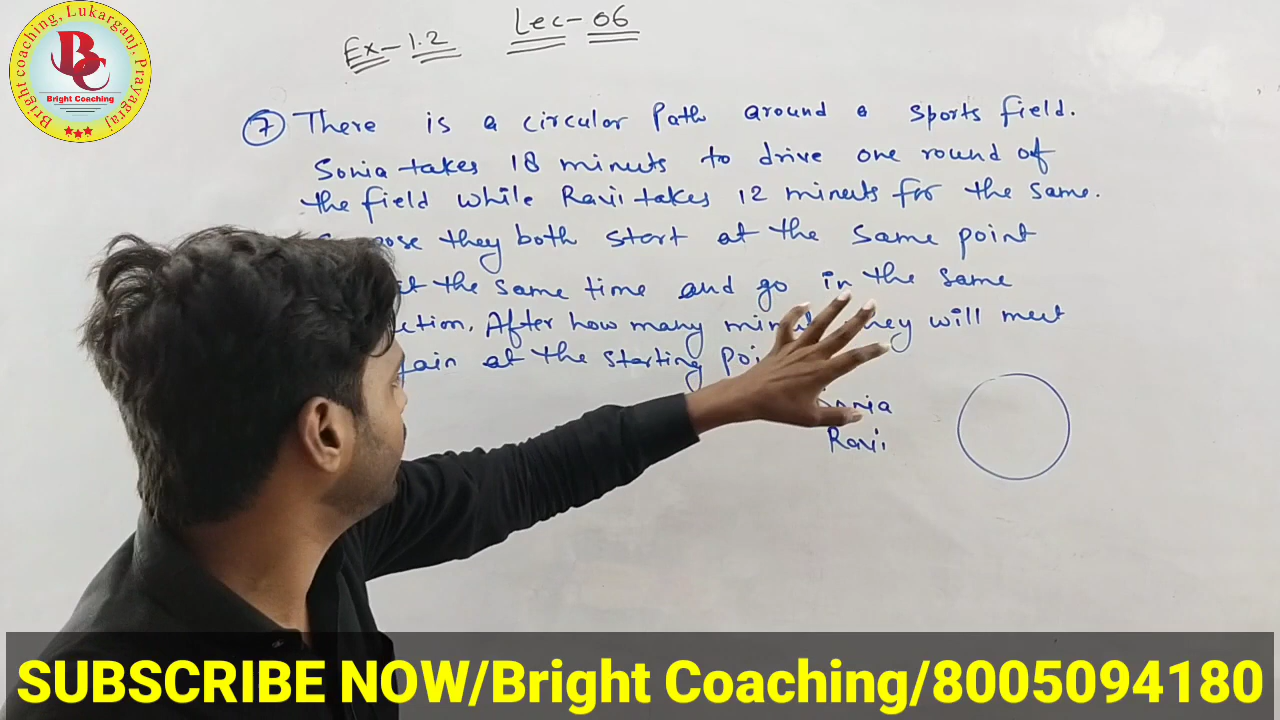 Bright coaching, Lukarganj, Prayagraj
BC
Bright Coaching
Ex-1.2 Lec-06
7 There is a circular Path around a sports field.
Sonia takes 18 minuts to drive one round of
the field while Ravi takes 12 minuts for the same.
they both start at the same point
the same time and go in the same
After how many they will meet
at the starting
Ravi
SUBSCRIBE NOW/Bright Coaching/8005094180